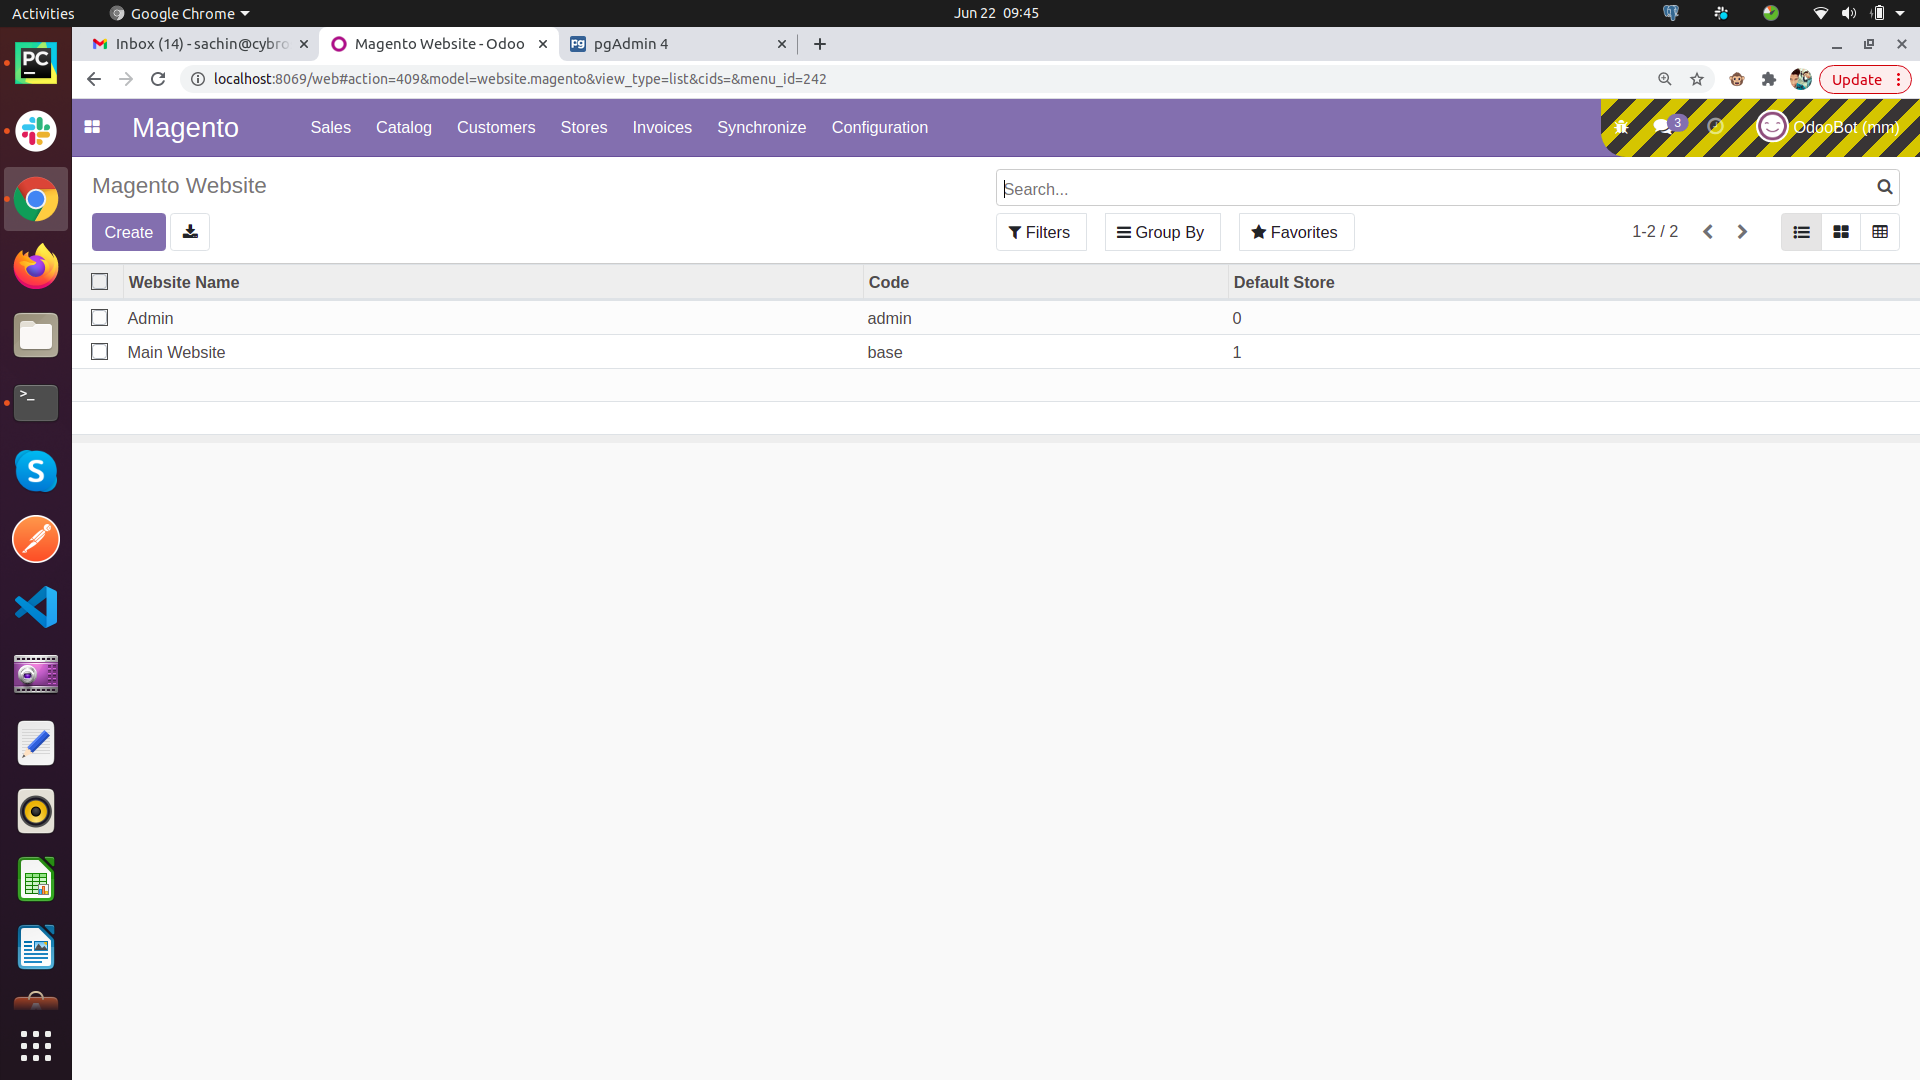 Activities Google Chrome Jun 22 09:45
Inbox (14) - sachin@cybro Magento Website - Odoo pgAdmin 4
localhost:8069/web#action=409&model=website.magento&view_type=list&cids=&menu_id=242 Update
Magento Sales Catalog Customers Stores Invoices Synchronize Configuration 3 OdooBot (mm)
Magento Website Search...
Create Filters Group By Favorites 1-2 / 2
Website Name Code Default Store
Admin admin 0
Main Website base 1
PC
pg
S
>_